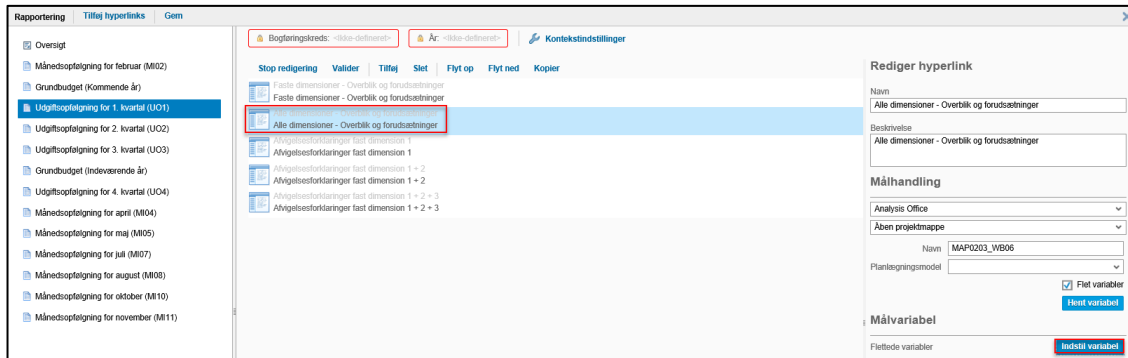 Rapportering Tilføj hyperlinks Gem
Oversigt
Månedsopfølgning for februar (MI02)
Grundbudget (Kommende år)
Udgiftsopfølgning for 1. kvartal (UO1)
Udgiftsopfølgning for 2. kvartal (UO2)
Udgiftsopfølgning for 3. kvartal (UO3)
Grundbudget (Indeværende år)
Udgiftsopfølgning for 4. kvartal (UO4)
Månedsopfølgning for april (MI04)
Månedsopfølgning for maj (MI05)
Månedsopfølgning for juli (MI07)
Månedsopfølgning for august (MI08)
Månedsopfølgning for oktober (MI10)
Månedsopfølgning for november (MI11)
Bogføringskreds: <Ikke-defineret> År: <Ikke-defineret> Kontekstindstillinger
Stop redigering Valider Tilføj Slet Flyt op Flyt ned Kopier
Faste dimensioner - Overblik og forudsætninger
Faste dimensioner - Overblik og forudsætninger
Alle dimensioner - Overblik og forudsætninger
Alle dimensioner - Overblik og forudsætninger
Afvigelsesforklaringer fast dimension 1
Afvigelsesforklaringer fast dimension 1
Afvigelsesforklaringer fast dimension 1 + 2
Afvigelsesforklaringer fast dimension 1 + 2
Afvigelsesforklaringer fast dimension 1 + 2 + 3
Afvigelsesforklaringer fast dimension 1 + 2 + 3
Rediger hyperlink
Navn
Alle dimensioner - Overblik og forudsætninger
Beskrivelse
Alle dimensioner - Overblik og forudsætninger
Målhandling
Analysis Office
Åben projektmappe
Navn MAP0203_WB06
Planlægningsmodel
Flet variabler
Hent variabel
Målvariabel
Flettede variabler Indstil variabel